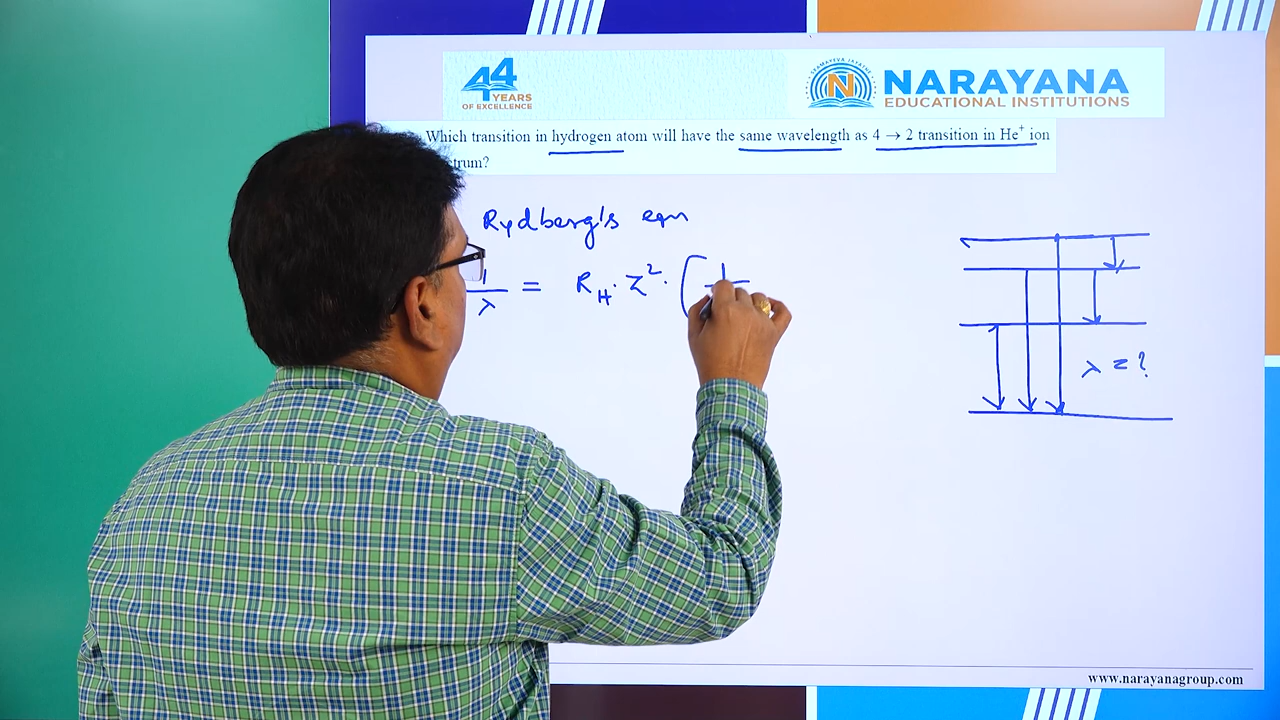 44
YEARS
OF EXCELLENCE
NARAYANA
EDUCATIONAL INSTITUTIONS
N
Which transition in hydrogen atom will have the same wavelength as 4 → 2 transition in He⁺ ion
trum?
Rydberg's eqn
1/λ = R_H · Z² · ( 1
λ = ?
www.narayanagroup.com